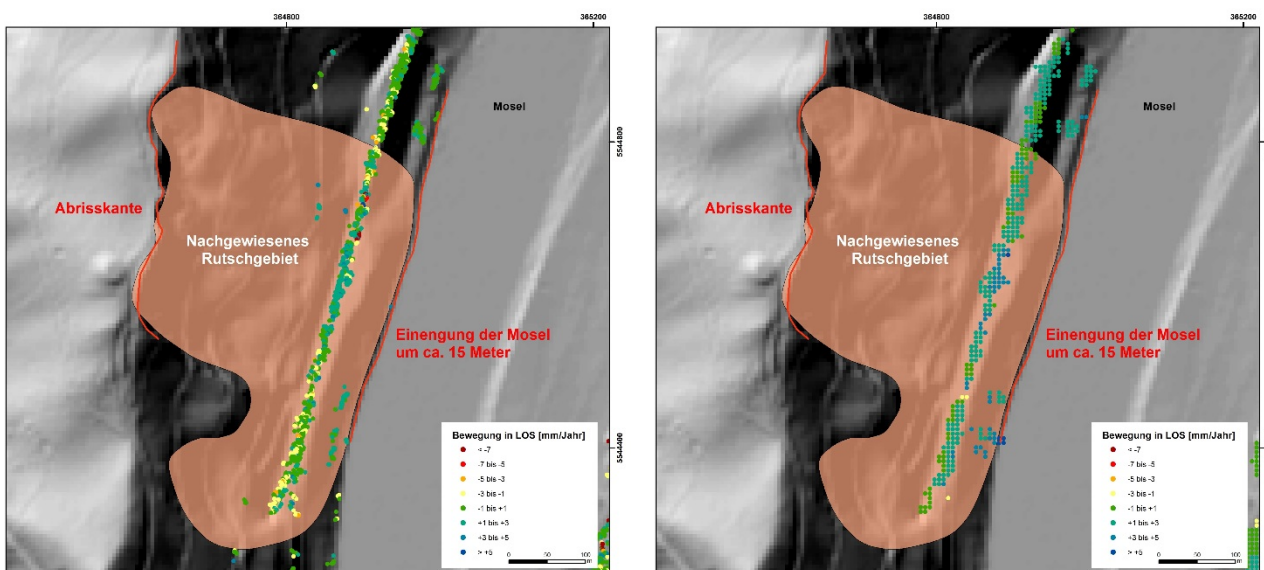 364800
365200
Mosel
5544800
Abrisskante
Nachgewiesenes
Rutschgebiet
Einengung der Mosel
um ca. 15 Meter
5544400
Bewegung in LOS [mm/Jahr]
< -7
-7 bis -5
-5 bis -3
-3 bis -1
-1 bis +1
+1 bis +3
+3 bis +5
> +5
0 50 100
m
364800
365200
Mosel
5544800
Abrisskante
Nachgewiesenes
Rutschgebiet
Einengung der Mosel
um ca. 15 Meter
5544400
Bewegung in LOS [mm/Jahr]
< -7
-7 bis -5
-5 bis -3
-3 bis -1
-1 bis +1
+1 bis +3
+3 bis +5
> +5
0 50 100
m